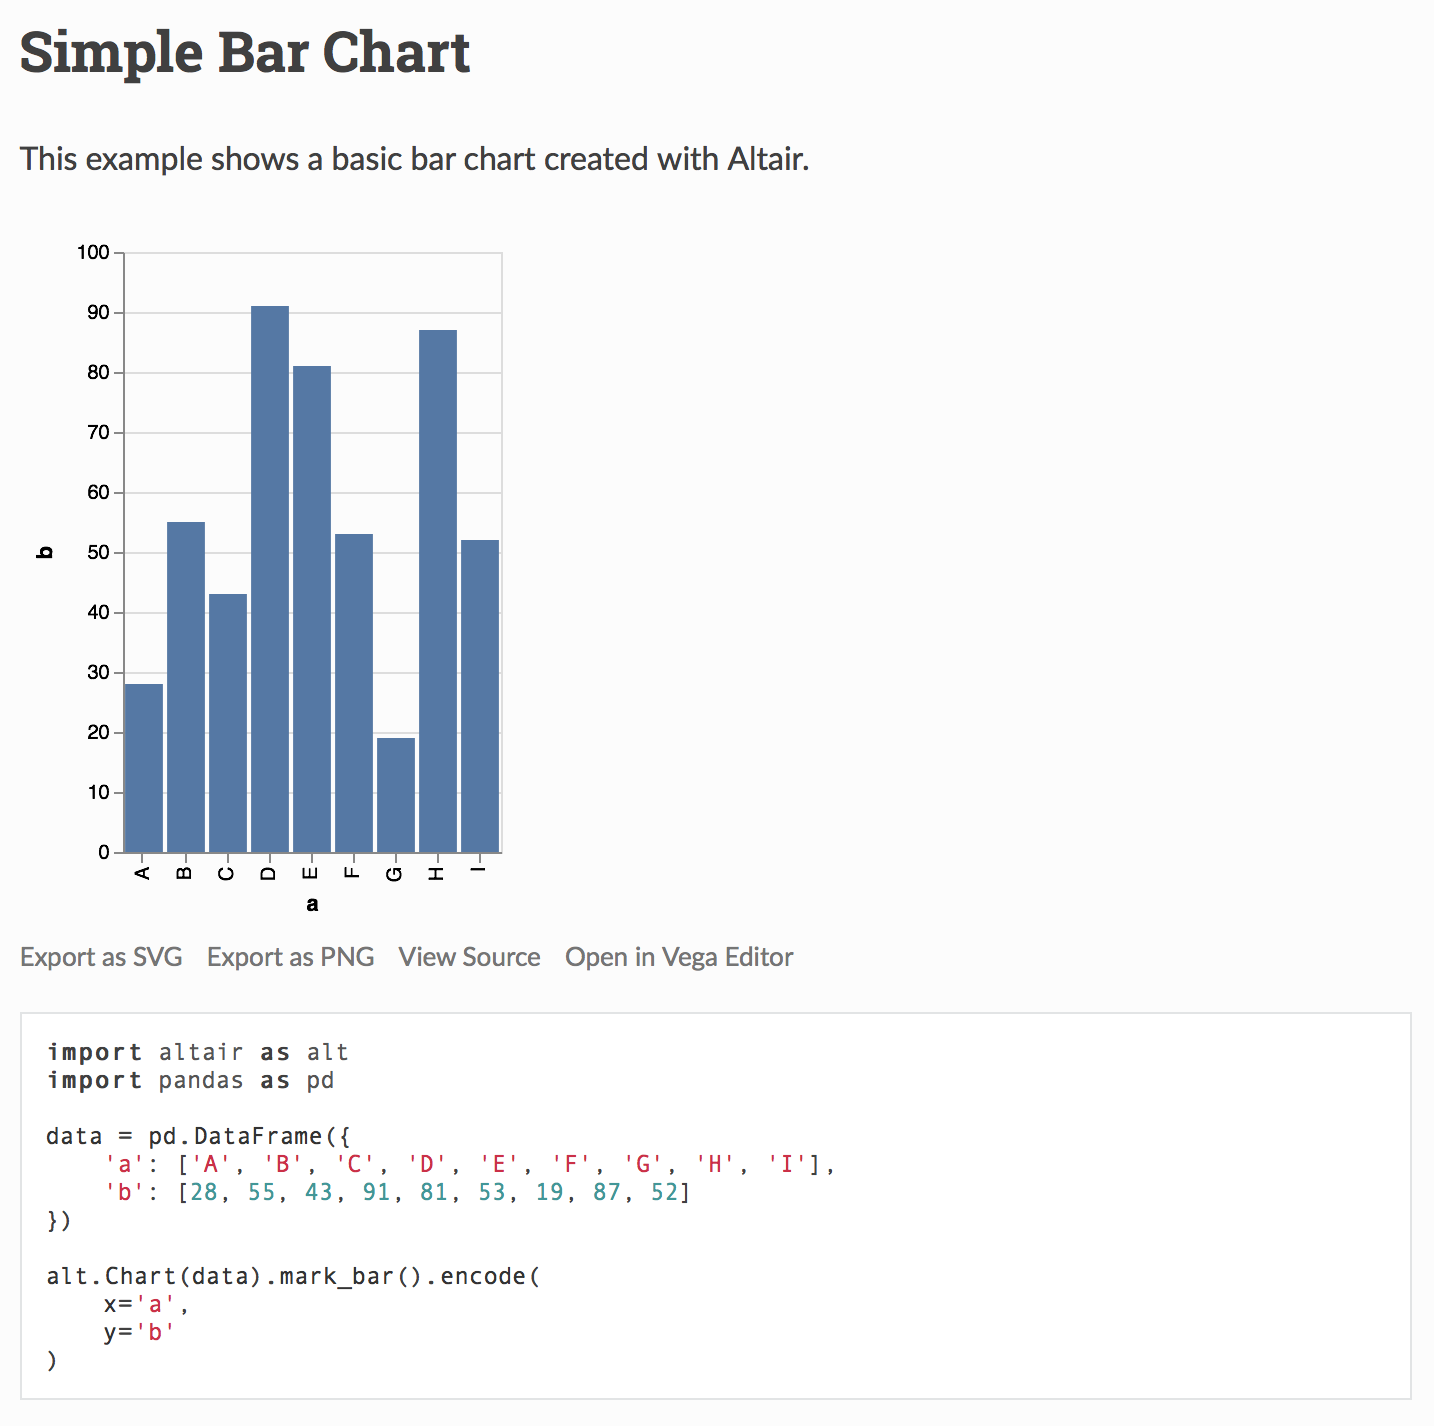 Simple Bar Chart
This example shows a basic bar chart created with Altair.
100
90
80
70
60
50
40
30
20
10
0
b
A B C D E F G H I
a
Export as SVG Export as PNG View Source Open in Vega Editor
import altair as alt
import pandas as pd
data = pd.DataFrame({
    'a': ['A', 'B', 'C', 'D', 'E', 'F', 'G', 'H', 'I'],
    'b': [28, 55, 43, 91, 81, 53, 19, 87, 52]
})
alt.Chart(data).mark_bar().encode(
    x='a',
    y='b'
)